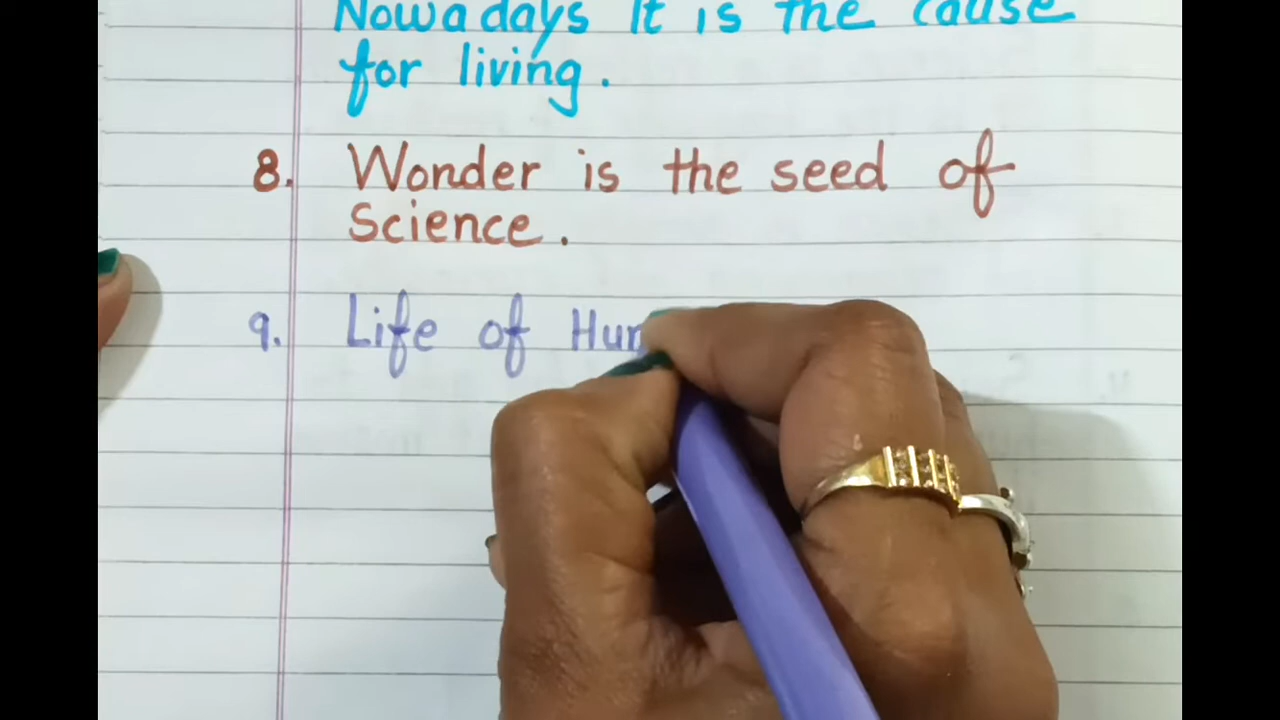 Nowadays It is the cause
for living.
8. Wonder is the seed of
Science.
9. Life of